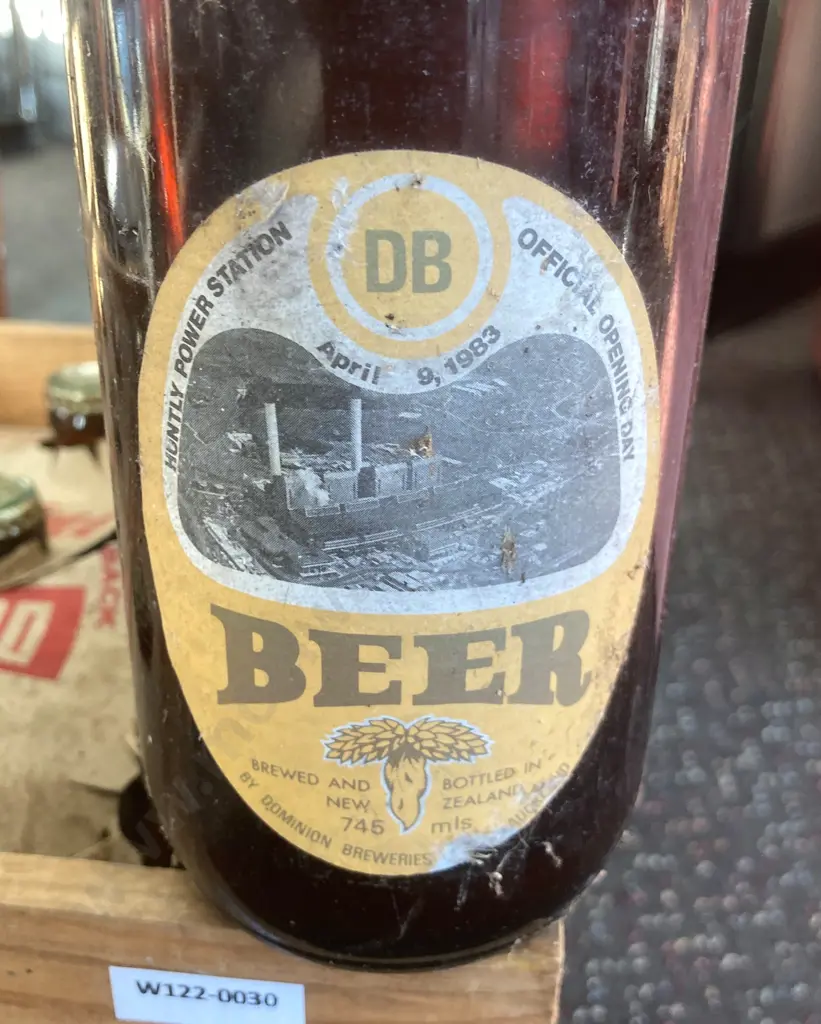 DB
HUNTLY POWER STATION
OFFICIAL OPENING DAY
April 9, 1983
BEER
BREWED AND BOTTLED IN
NEW ZEALAND
745 mls
BY DOMINION BREWERIES
W122-0030